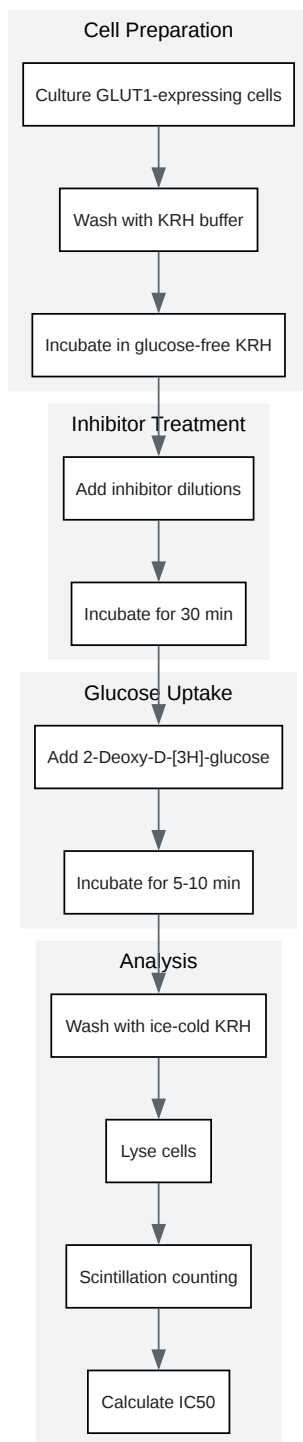 Cell Preparation
Culture GLUT1-expressing cells
Wash with KRH buffer
Incubate in glucose-free KRH
Inhibitor Treatment
Add inhibitor dilutions
Incubate for 30 min
Glucose Uptake
Add 2-Deoxy-D-[3H]-glucose
Incubate for 5-10 min
Analysis
Wash with ice-cold KRH
Lyse cells
Scintillation counting
Calculate IC50